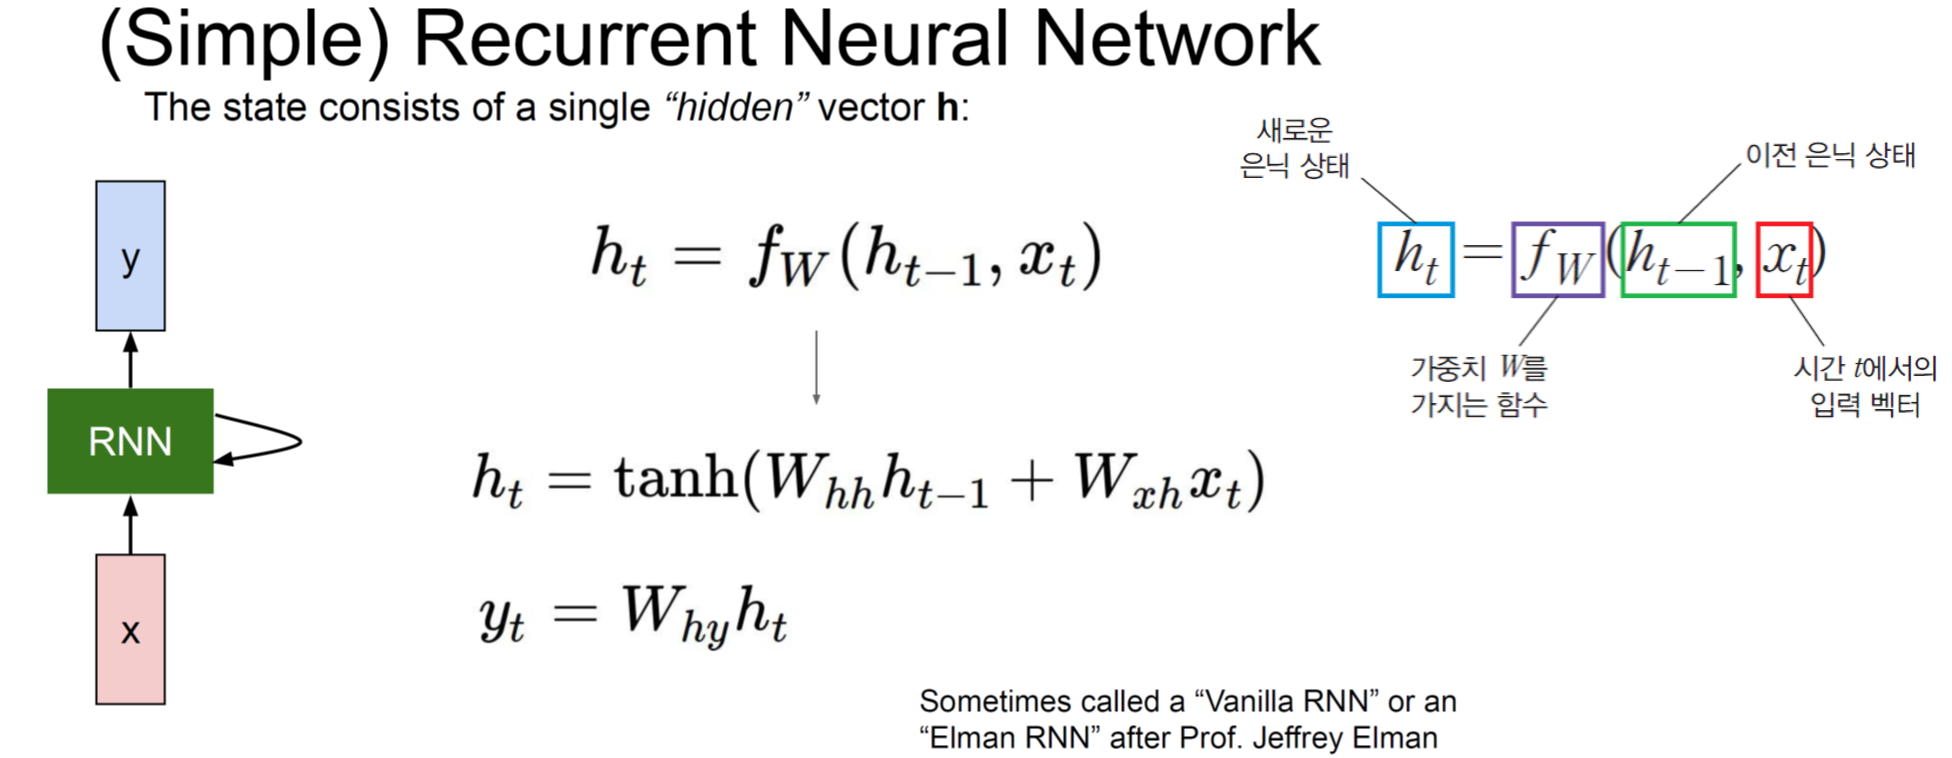 (Simple) Recurrent Neural Network
The state consists of a single “hidden” vector h:
y
RNN
x
h_t = f_W(h_{t−1}, x_t)
h_t = tanh(W_{hh}h_{t−1} + W_{xh}x_t)
y_t = W_{hy}h_t
새로운
은닉 상태
이전 은닉 상태
h_t = f_W(h_{t−1}, x_t)
가중치 W를
가지는 함수
시간 t에서의
입력 벡터
Sometimes called a “Vanilla RNN” or an
“Elman RNN” after Prof. Jeffrey Elman